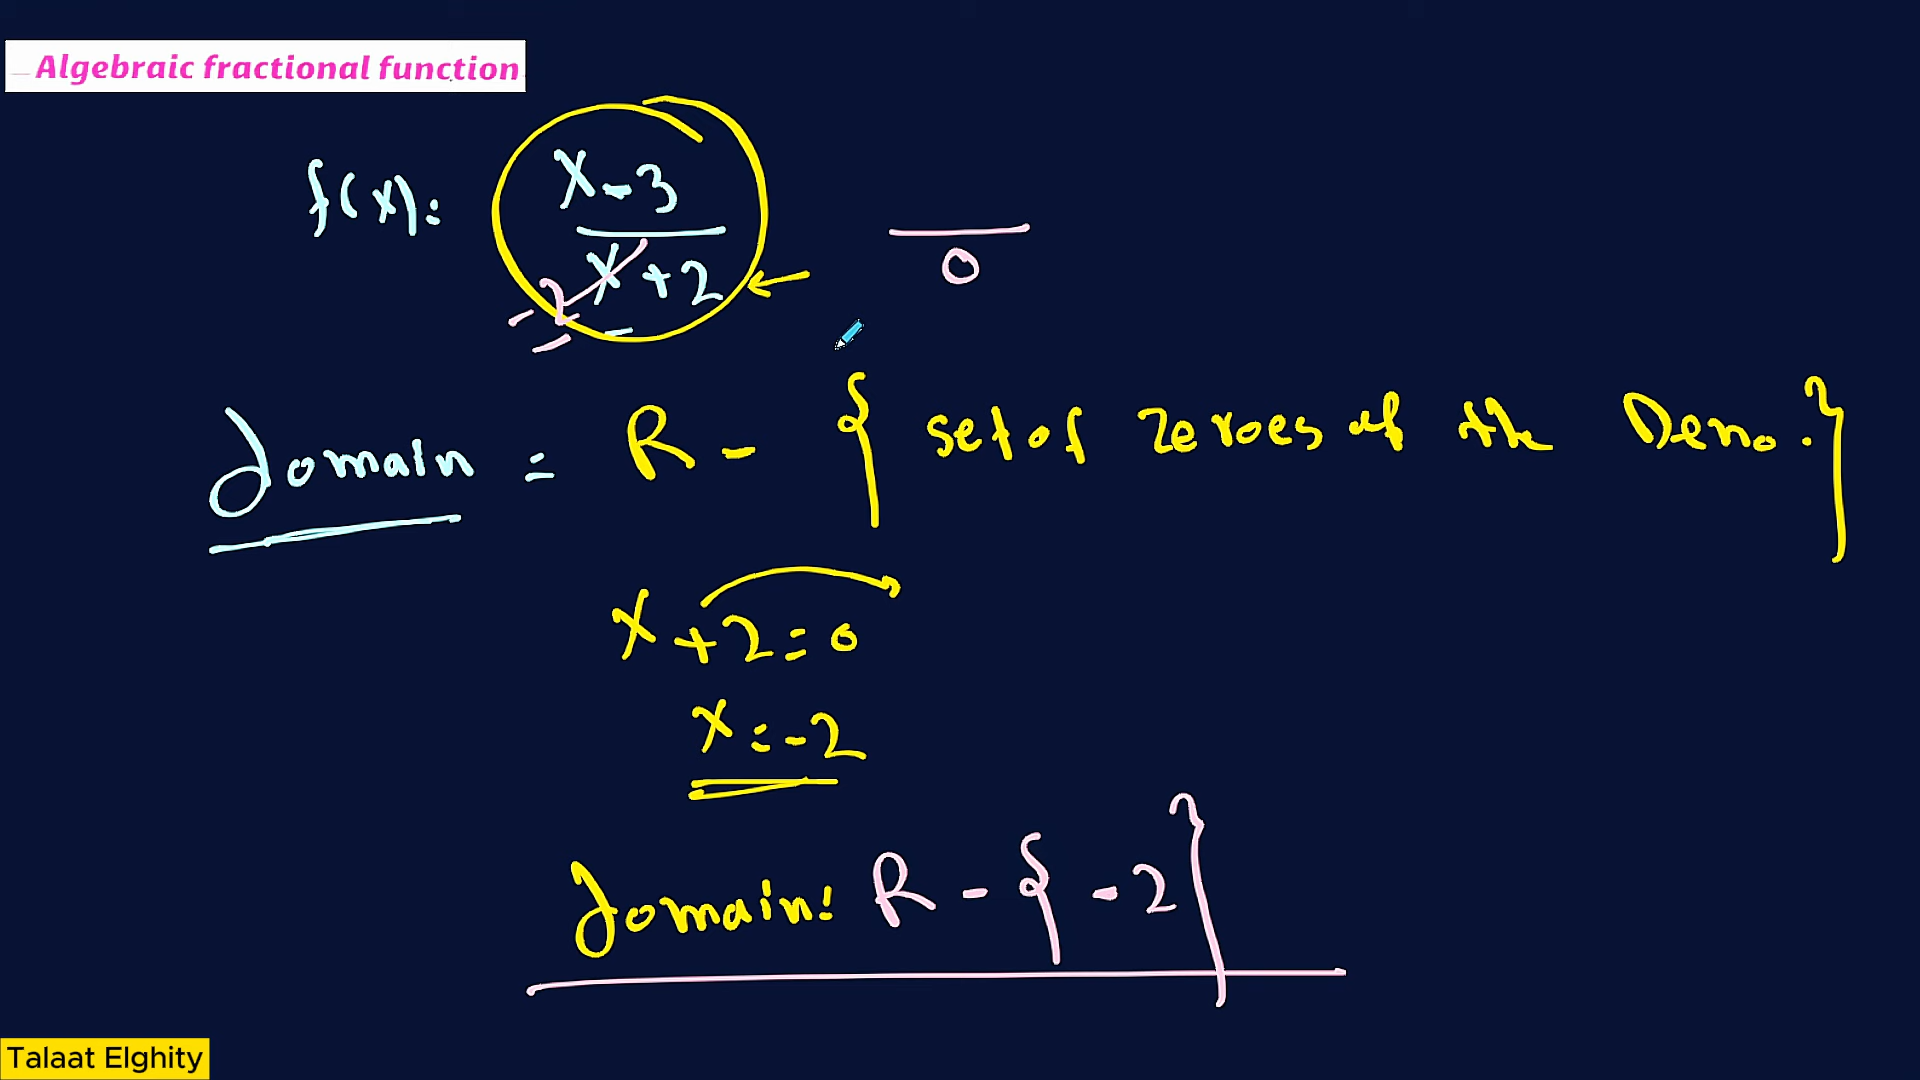 Algebraic fractional function
f(x) = x - 3
x + 2
0
-2
Domain = R - { set of zeroes of the Deno. }
x + 2 = 0
x = -2
Domain: R - { -2 }
Talaat Elghity